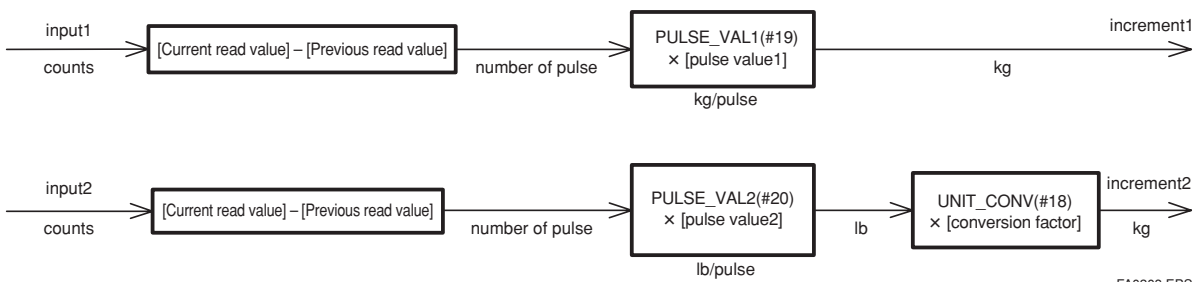 input1
counts
[Current read value] – [Previous read value]
number of pulse
PULSE_VAL1(#19)
× [pulse value1]
kg/pulse
increment1
kg
input2
counts
[Current read value] – [Previous read value]
number of pulse
PULSE_VAL2(#20)
× [pulse value2]
lb/pulse
lb
UNIT_CONV(#18)
× [conversion factor]
increment2
kg